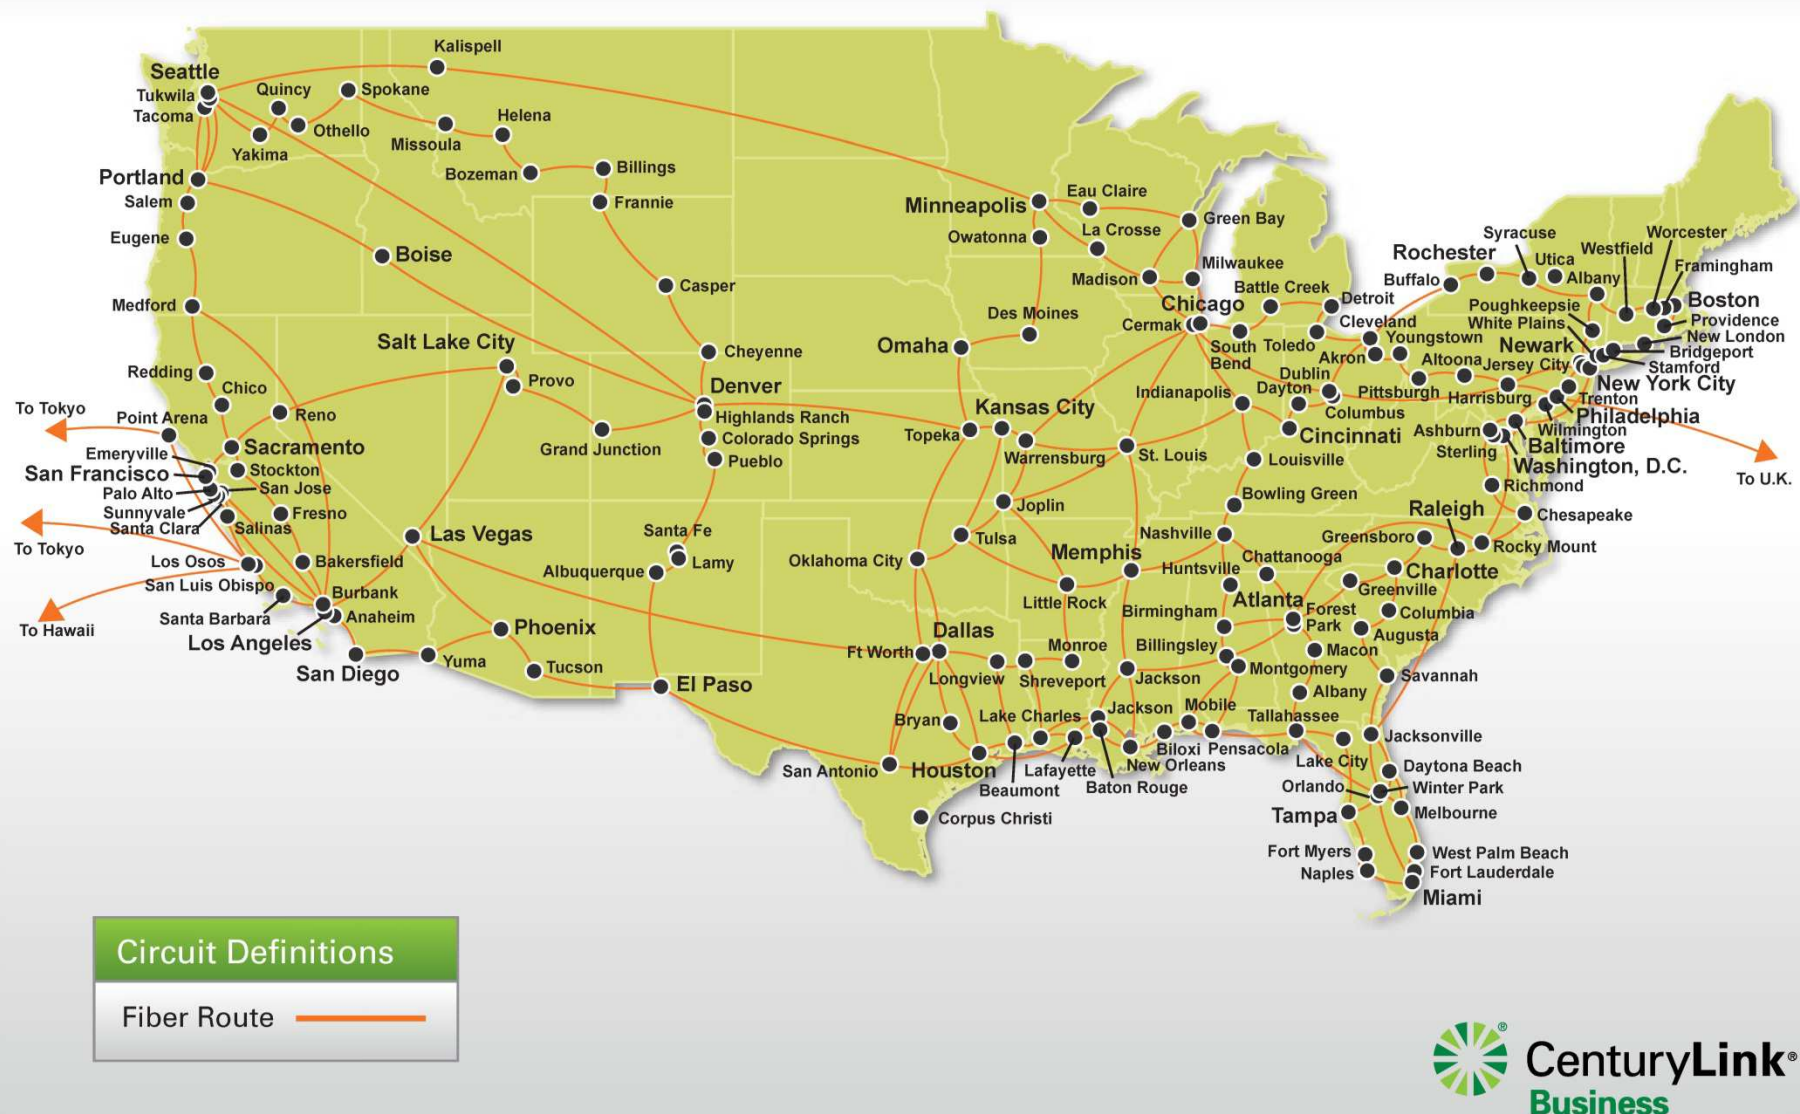 Kalispell
Seattle
Tukwila
Tacoma
Quincy
Spokane
Othello
Yakima
Helena
Missoula
Bozeman
Billings
Frannie
Portland
Salem
Eugene
Boise
Medford
Casper
Cheyenne
Salt Lake City
Provo
Denver
Highlands Ranch
Colorado Springs
Pueblo
Grand Junction
Redding
Chico
Reno
To Tokyo
Point Arena
Sacramento
Emeryville
San Francisco
Stockton
Palo Alto
San Jose
Sunnyvale
Santa Clara
Fresno
Salinas
To Tokyo
Los Osos
Bakersfield
San Luis Obispo
Burbank
Santa Barbara
Anaheim
Los Angeles
To Hawaii
San Diego
Las Vegas
Phoenix
Yuma
Tucson
Santa Fe
Lamy
Albuquerque
El Paso
Minneapolis
Eau Claire
Green Bay
Owatonna
La Crosse
Madison
Milwaukee
Chicago
Cermak
Des Moines
Omaha
Kansas City
Topeka
Warrensburg
St. Louis
Joplin
Tulsa
Oklahoma City
Memphis
Little Rock
Dallas
Ft Worth
Longview
Shreveport
Monroe
Jackson
Bryan
Lake Charles
Jackson
Mobile
San Antonio
Houston
Beaumont
Lafayette
Baton Rouge
New Orleans
Biloxi
Pensacola
Corpus Christi
Battle Creek
Detroit
South
Bend
Toledo
Cleveland
Akron
Youngstown
Indianapolis
Dublin
Dayton
Columbus
Cincinnati
Louisville
Bowling Green
Nashville
Chattanooga
Huntsville
Atlanta
Forest
Park
Birmingham
Billingsley
Montgomery
Macon
Albany
Tallahassee
Lake City
Jacksonville
Daytona Beach
Orlando
Winter Park
Tampa
Melbourne
Fort Myers
Naples
West Palm Beach
Fort Lauderdale
Miami
Savannah
Augusta
Columbia
Greenville
Charlotte
Greensboro
Raleigh
Rocky Mount
Chesapeake
Richmond
Ashburn
Sterling
Washington, D.C.
Baltimore
Wilmington
Philadelphia
Trenton
New York City
Newark
Jersey City
Harrisburg
Altoona
Pittsburgh
Buffalo
Rochester
Syracuse
Utica
Albany
Westfield
Worcester
Framingham
Boston
Providence
New London
Bridgeport
Stamford
Poughkeepsie
White Plains
To U.K.
Circuit Definitions
Fiber Route
CenturyLink®
Business